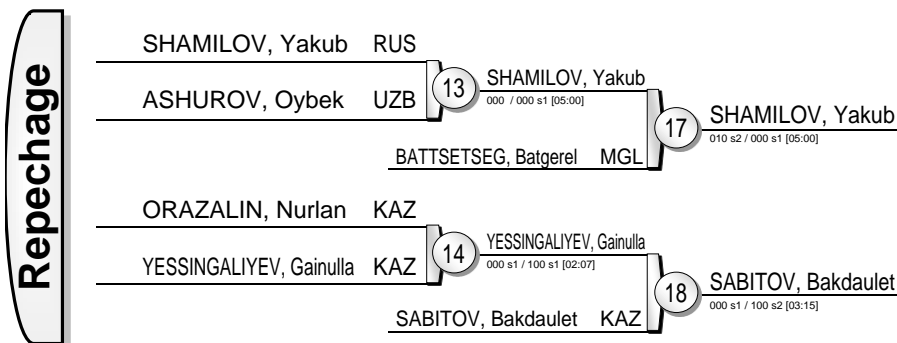 Repechage
SHAMILOV, Yakub RUS
ASHUROV, Oybek UZB
13
SHAMILOV, Yakub
000 / 000 s1 [05:00]
BATTSETSEG, Batgerel MGL
17
SHAMILOV, Yakub
010 s2 / 000 s1 [05:00]
ORAZALIN, Nurlan KAZ
YESSINGALIYEV, Gainulla KAZ
14
YESSINGALIYEV, Gainulla
000 s1 / 100 s1 [02:07]
SABITOV, Bakdaulet KAZ
18
SABITOV, Bakdaulet
000 s1 / 100 s2 [03:15]